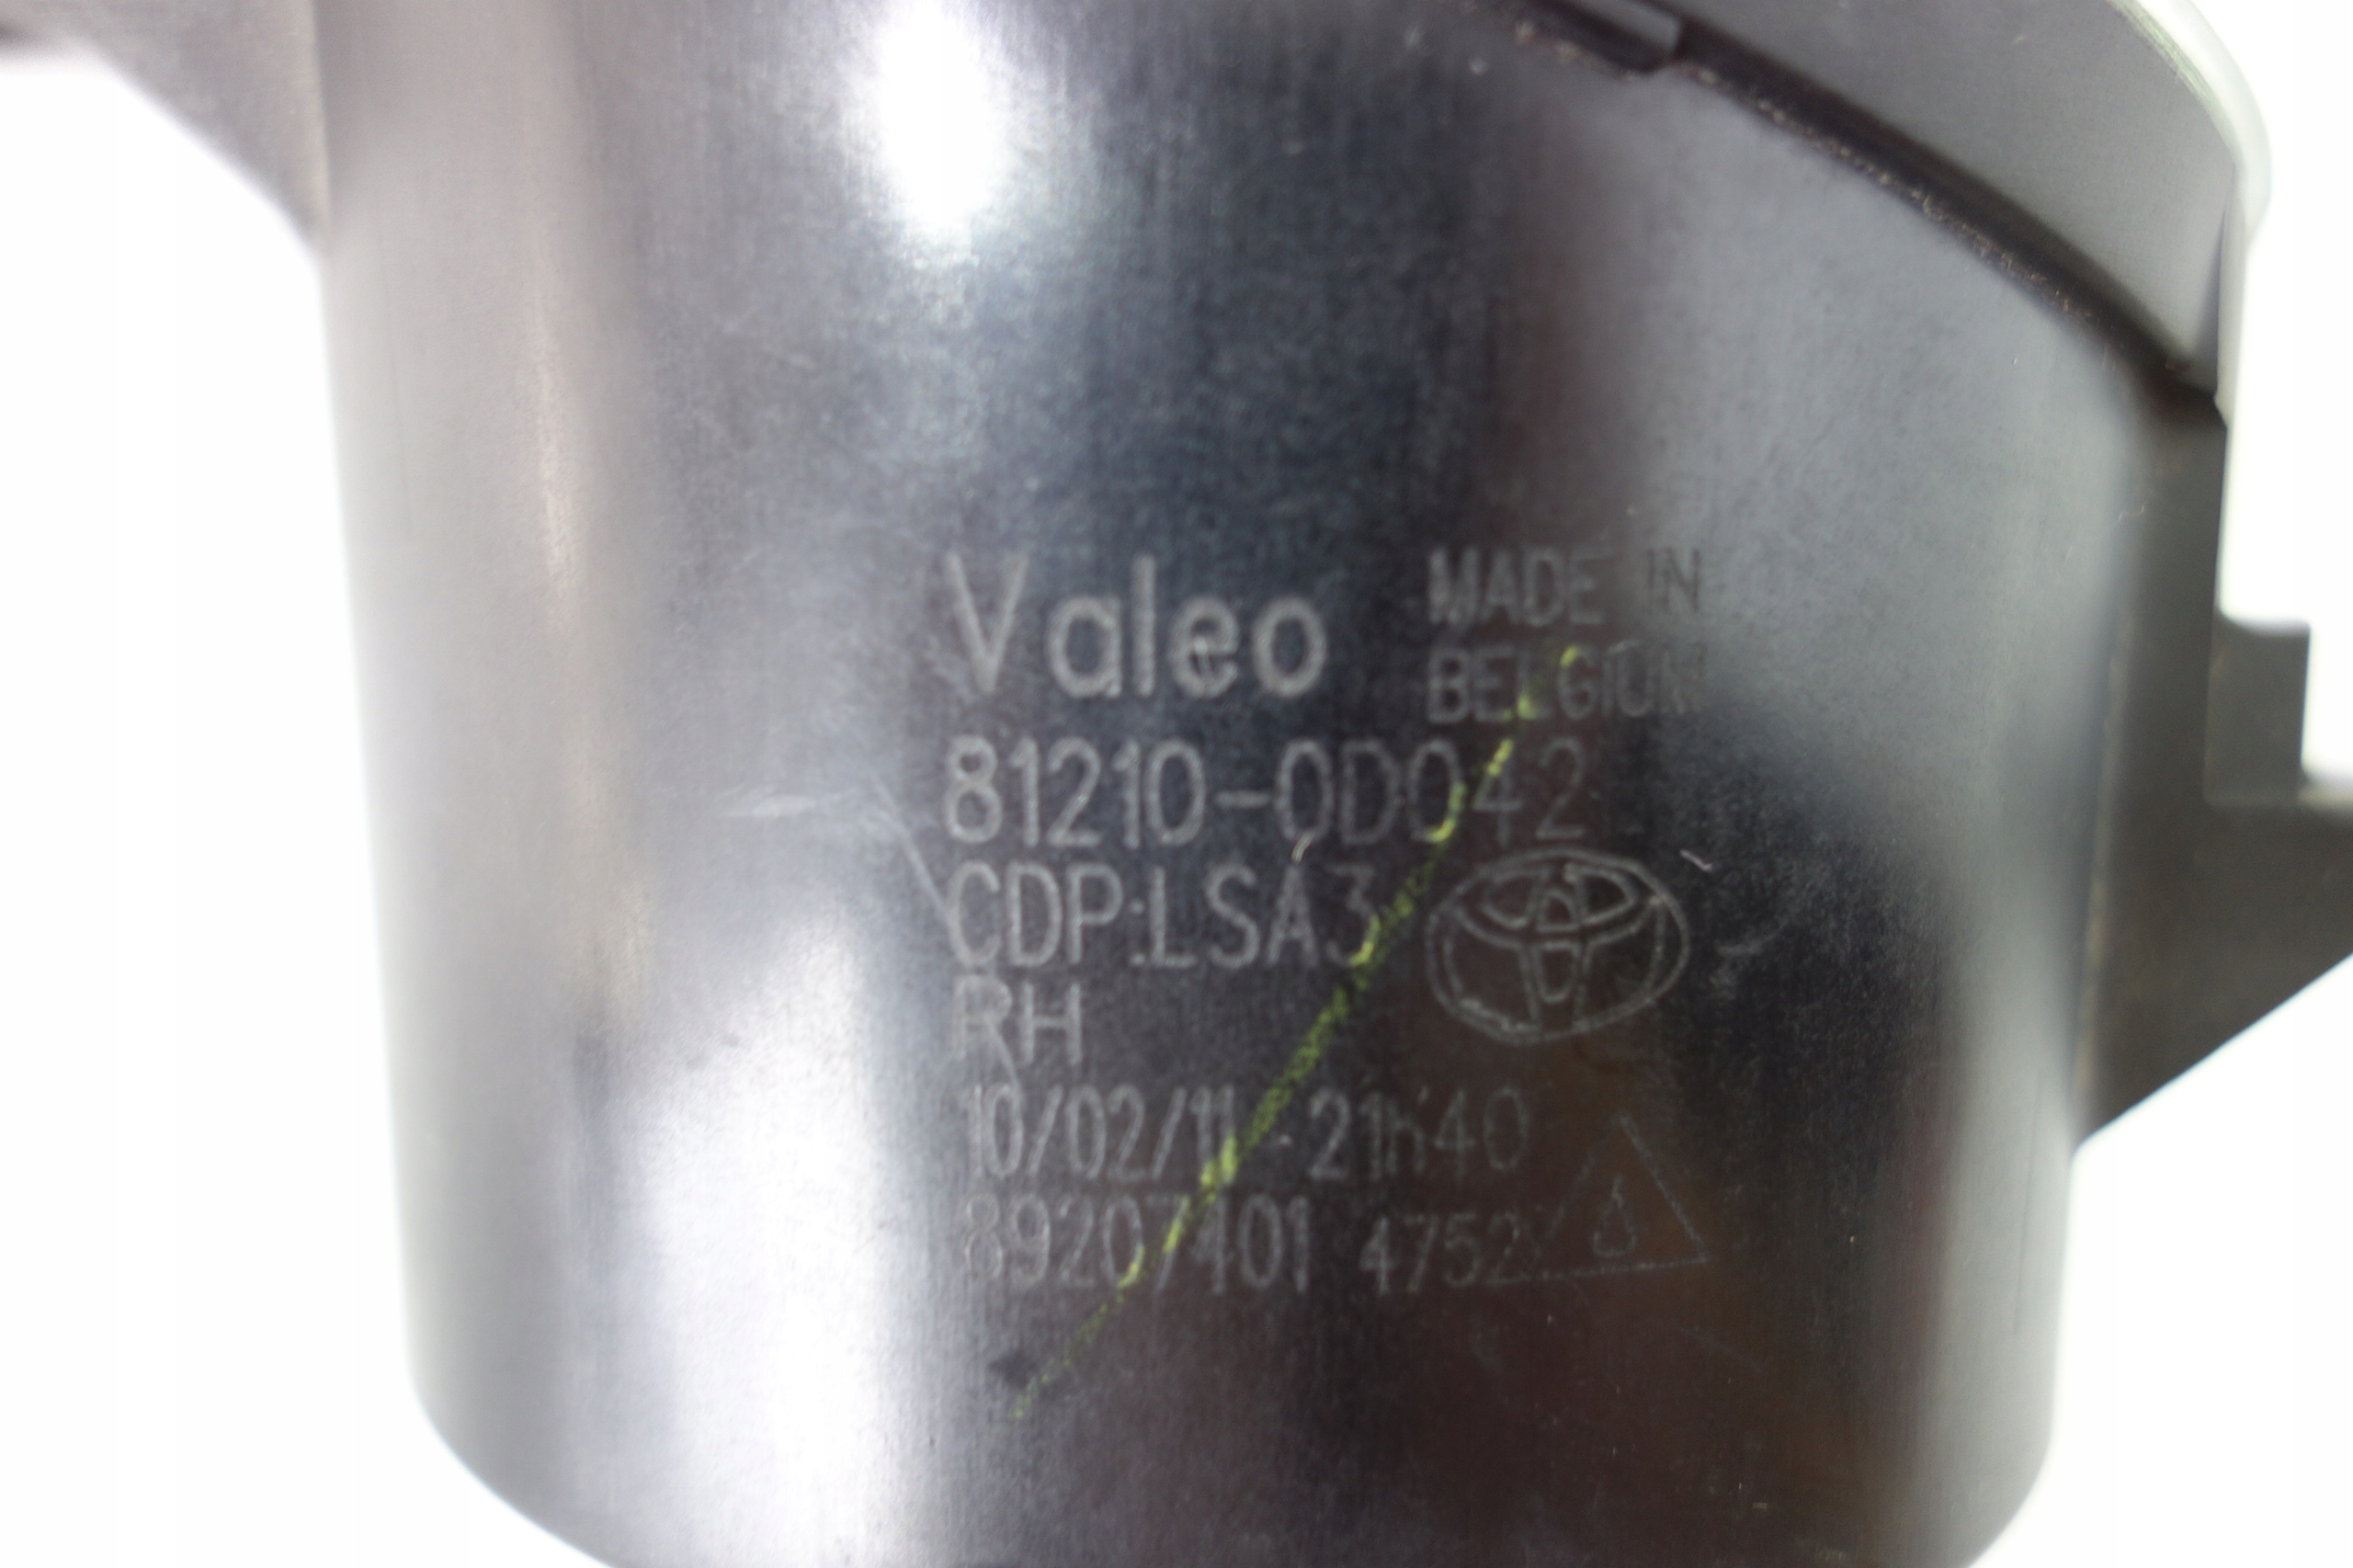 Valeo
MADE IN
BELGIUM
81210-0D042
CDP:LSA3
RH
10/02/11 - 21h40
89207401 4752